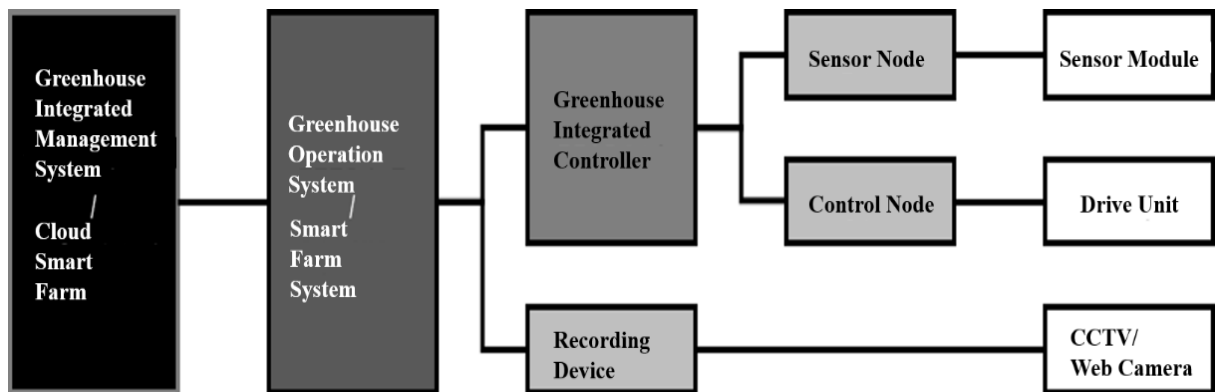 Greenhouse
Integrated
Management
System
/
Cloud
Smart
Farm
Greenhouse
Operation
System
/
Smart
Farm
System
Greenhouse
Integrated
Controller
Sensor Node
Sensor Module
Control Node
Drive Unit
Recording
Device
CCTV/
Web Camera